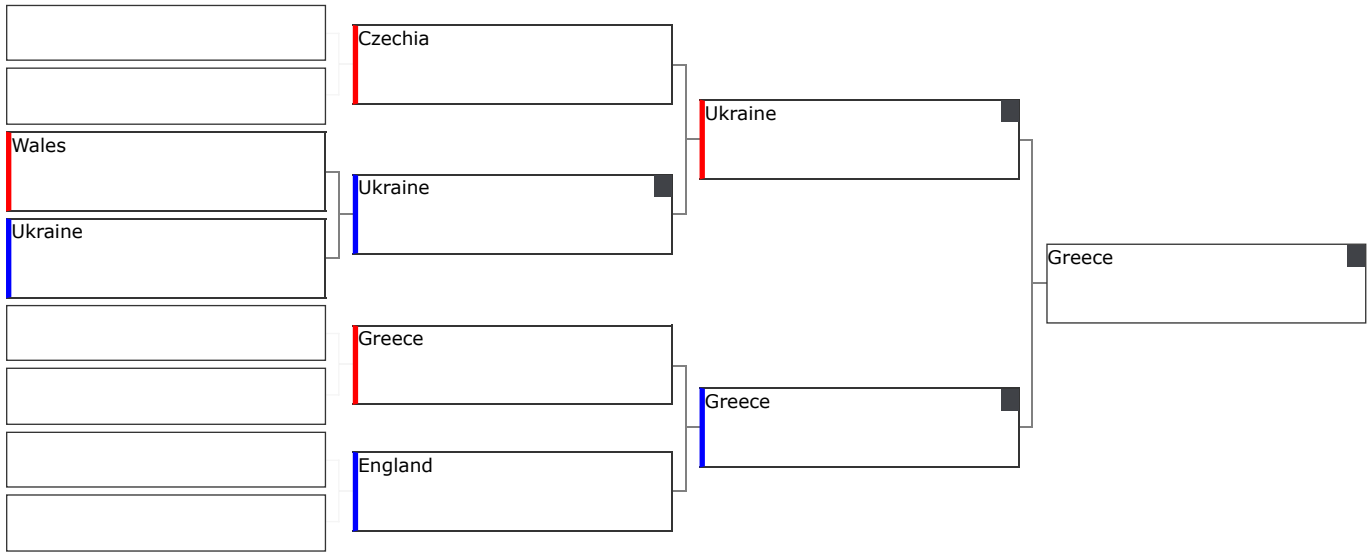 Wales
Ukraine
Czechia
Ukraine
Greece
England
Ukraine
Greece
Greece